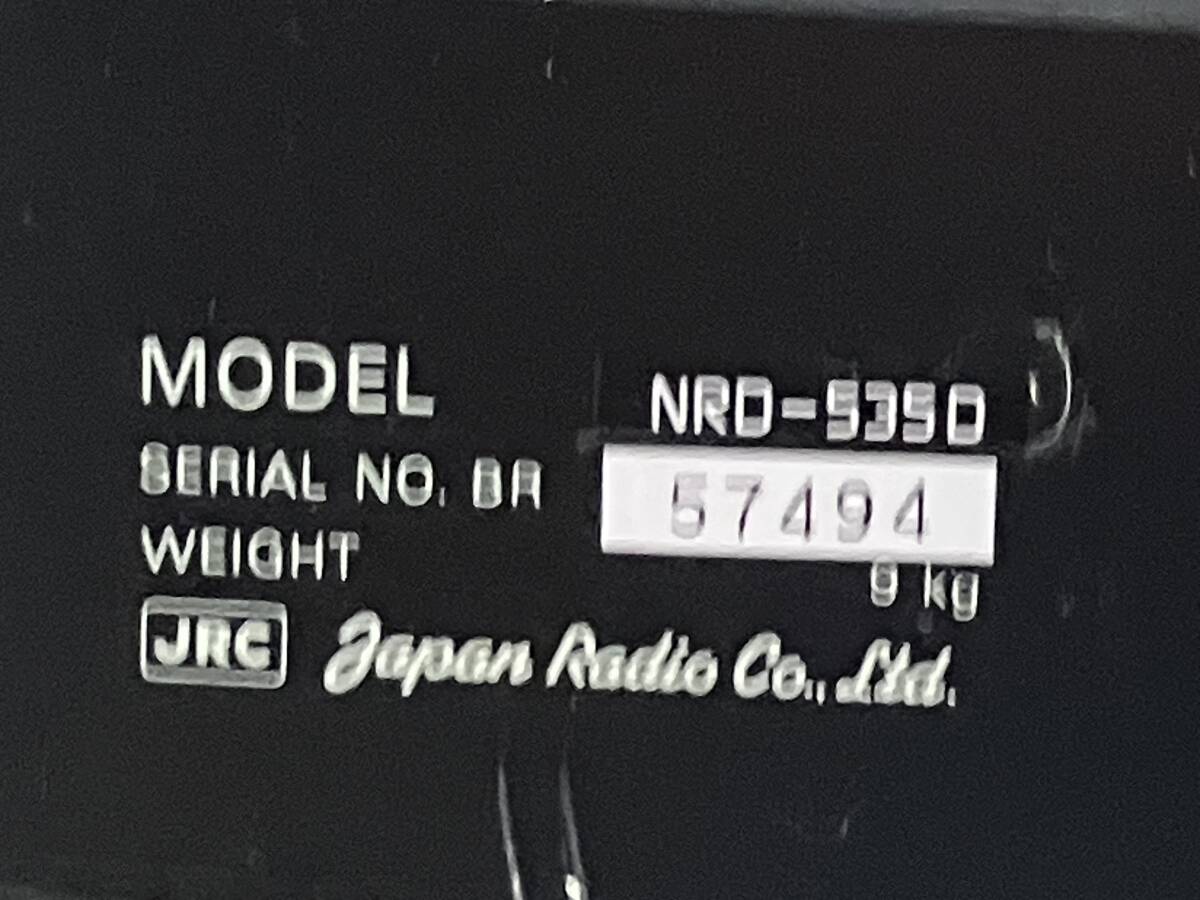 MODEL NRD-535D
SERIAL NO. BR 57494
WEIGHT 9 kg
JRC Japan Radio Co., Ltd.